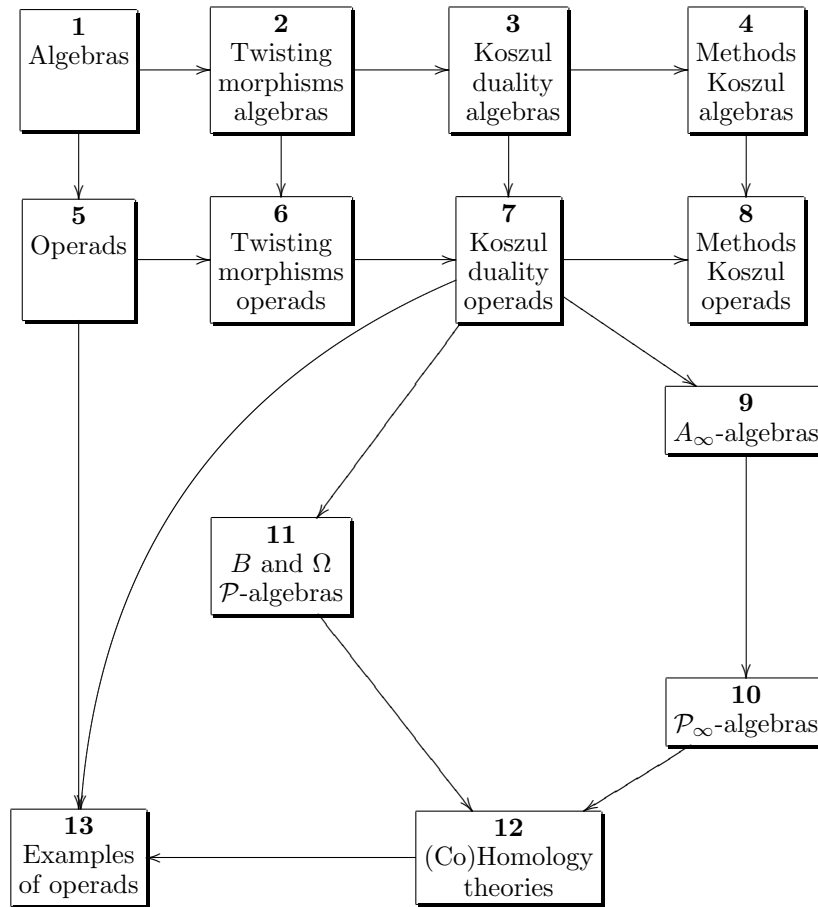 1
Algebras
2
Twisting
morphisms
algebras
3
Koszul
duality
algebras
4
Methods
Koszul
algebras
5
Operads
6
Twisting
morphisms
operads
7
Koszul
duality
operads
8
Methods
Koszul
operads
9
A∞-algebras
11
B and Ω
𝒫-algebras
10
𝒫∞-algebras
13
Examples
of operads
12
(Co)Homology
theories